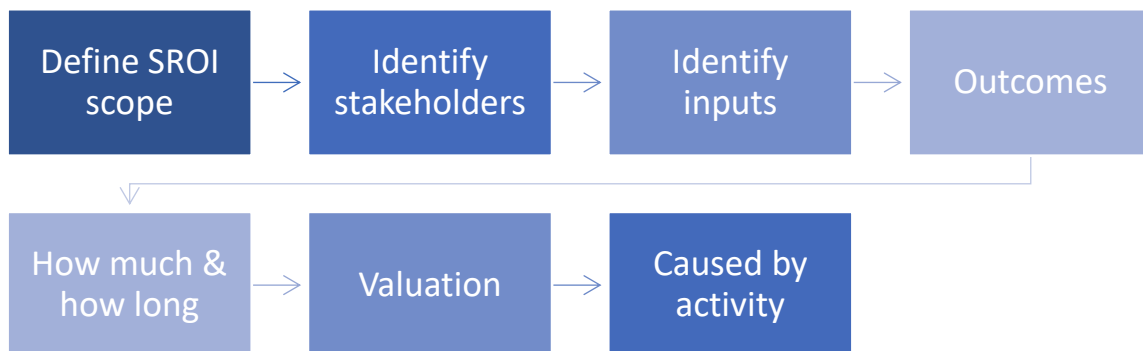 Define SROI
scope
Identify
stakeholders
Identify
inputs
Outcomes
How much &
how long
Valuation
Caused by
activity